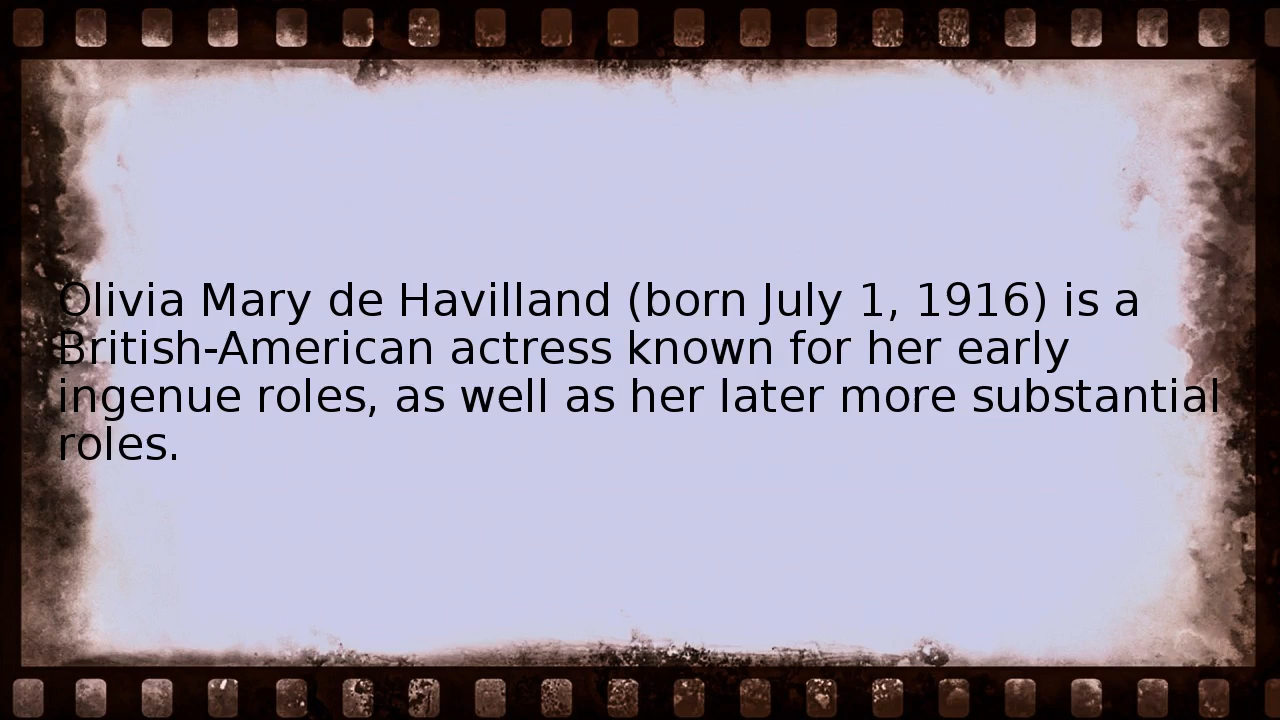 Olivia Mary de Havilland (born July 1, 1916) is a
British-American actress known for her early
ingenue roles, as well as her later more substantial
roles.